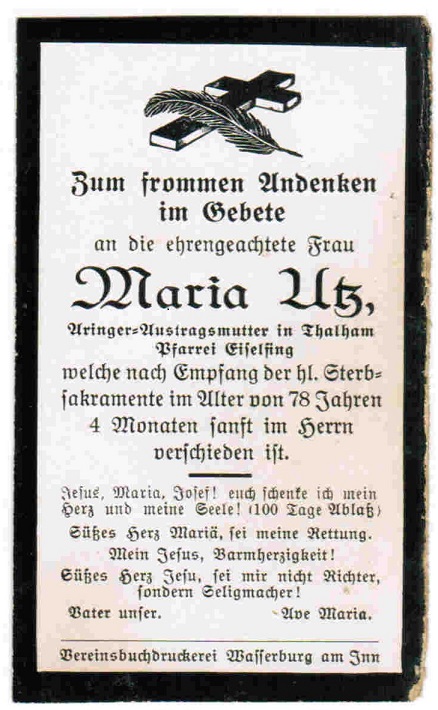 Zum frommen Andenken
im Gebete
an die ehrengeachtete Frau
Maria Utz,
Aringer-Austragsmutter in Thalham
Pfarrei Eiselfing
welche nach Empfang der hl. Sterb-
sakramente im Alter von 78 Jahren
4 Monaten sanft im Herrn
verschieden ist.
Jesus, Maria, Josef! euch schenke ich mein
Herz und meine Seele! (100 Tage Ablaß)
Süßes Herz Mariä, sei meine Rettung.
Mein Jesus, Barmherzigkeit!
Süßes Herz Jesu, sei mir nicht Richter,
sondern Seligmacher!
Vater unser. Ave Maria.
Vereinsbuchdruckerei Wasserburg am Inn